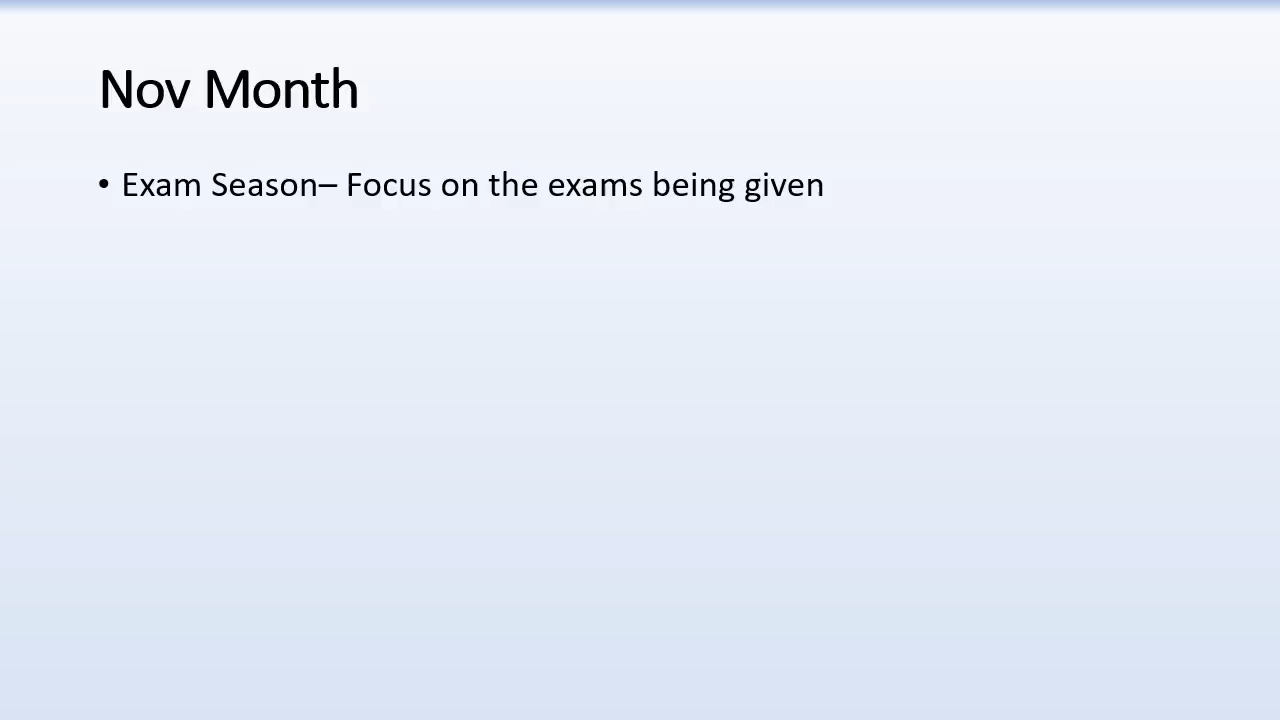 Nov Month
• Exam Season– Focus on the exams being given